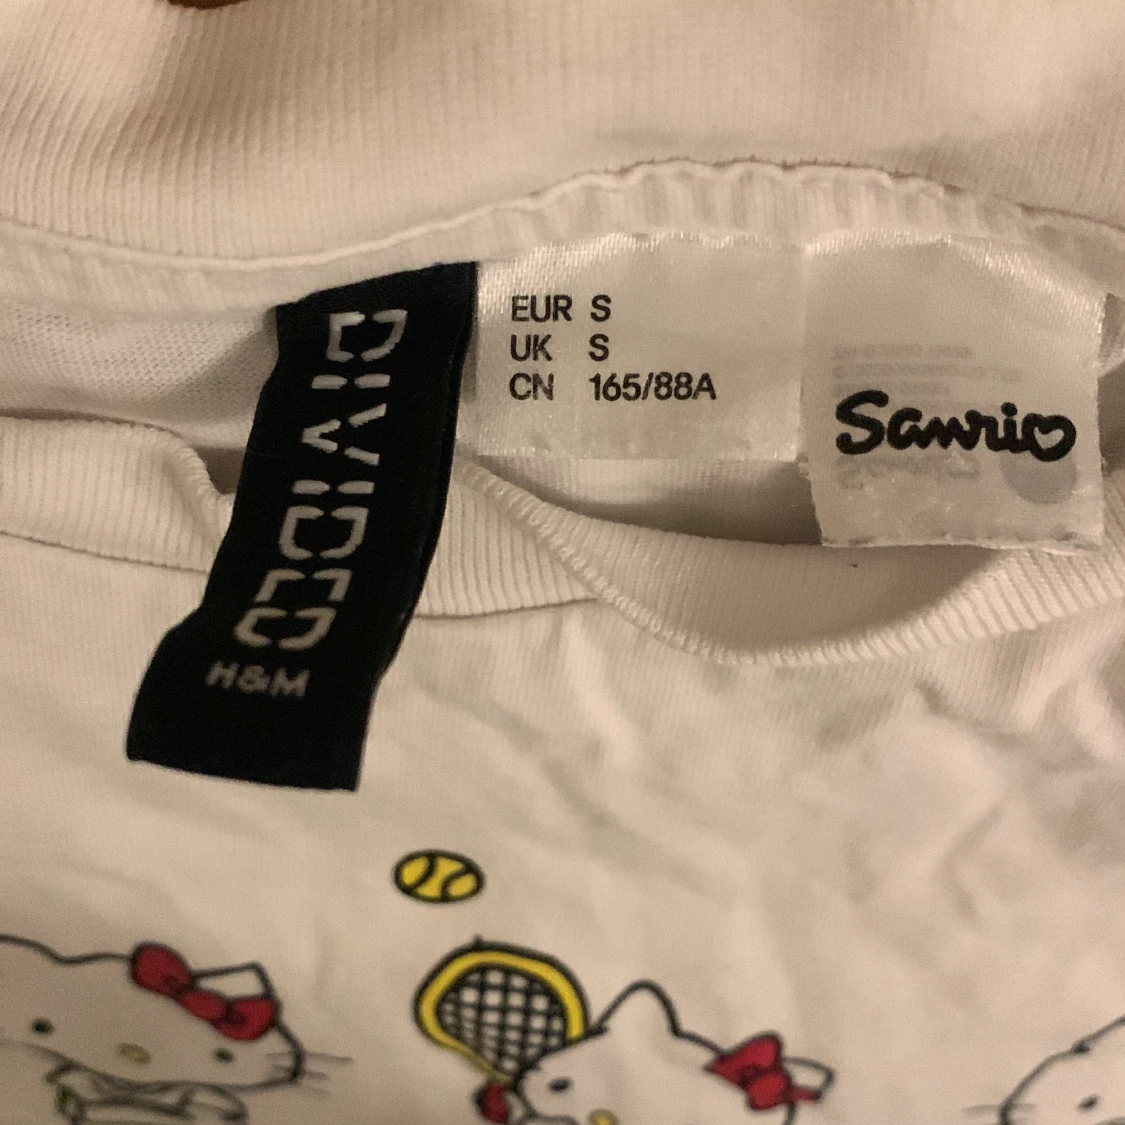 DIVIDED
H&M
EUR S
UK S
CN 165/88A
Sanrio